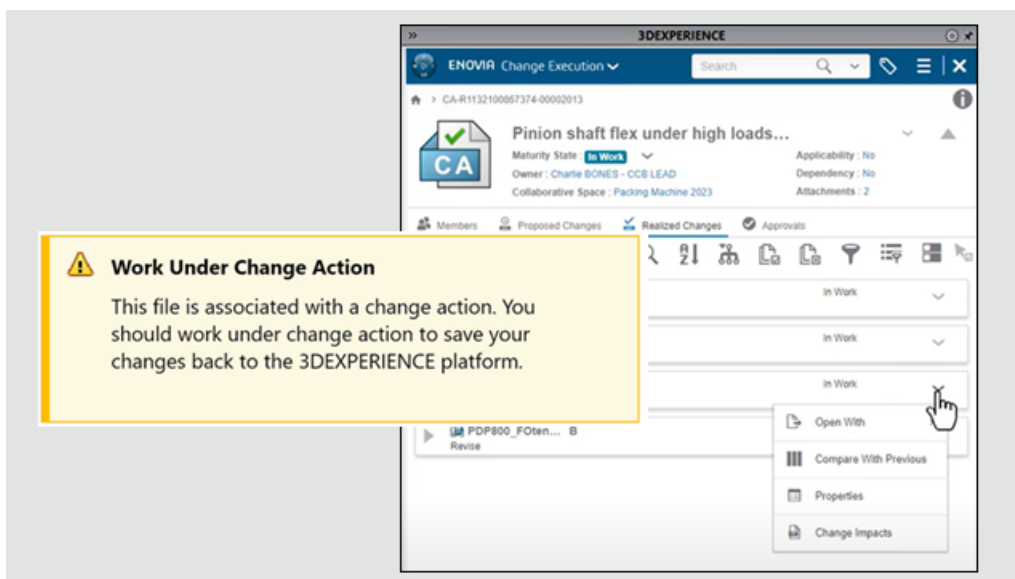 3DEXPERIENCE
ENOVIA Change Execution
Search
CA-R1132100867374-00002013
Pinion shaft flex under high loads...
Maturity State : In Work
Applicability : No
Owner : Charlie BONES - CCB LEAD
Dependency : No
Collaborative Space : Packing Machine 2023
Attachments : 2
CA
Members
Proposed Changes
Realized Changes
Approvals
Work Under Change Action
This file is associated with a change action. You
should work under change action to save your
changes back to the 3DEXPERIENCE platform.
In Work
In Work
In Work
Open With
PDP800_FOten... B
Revise
Compare With Previous
Properties
Change Impacts